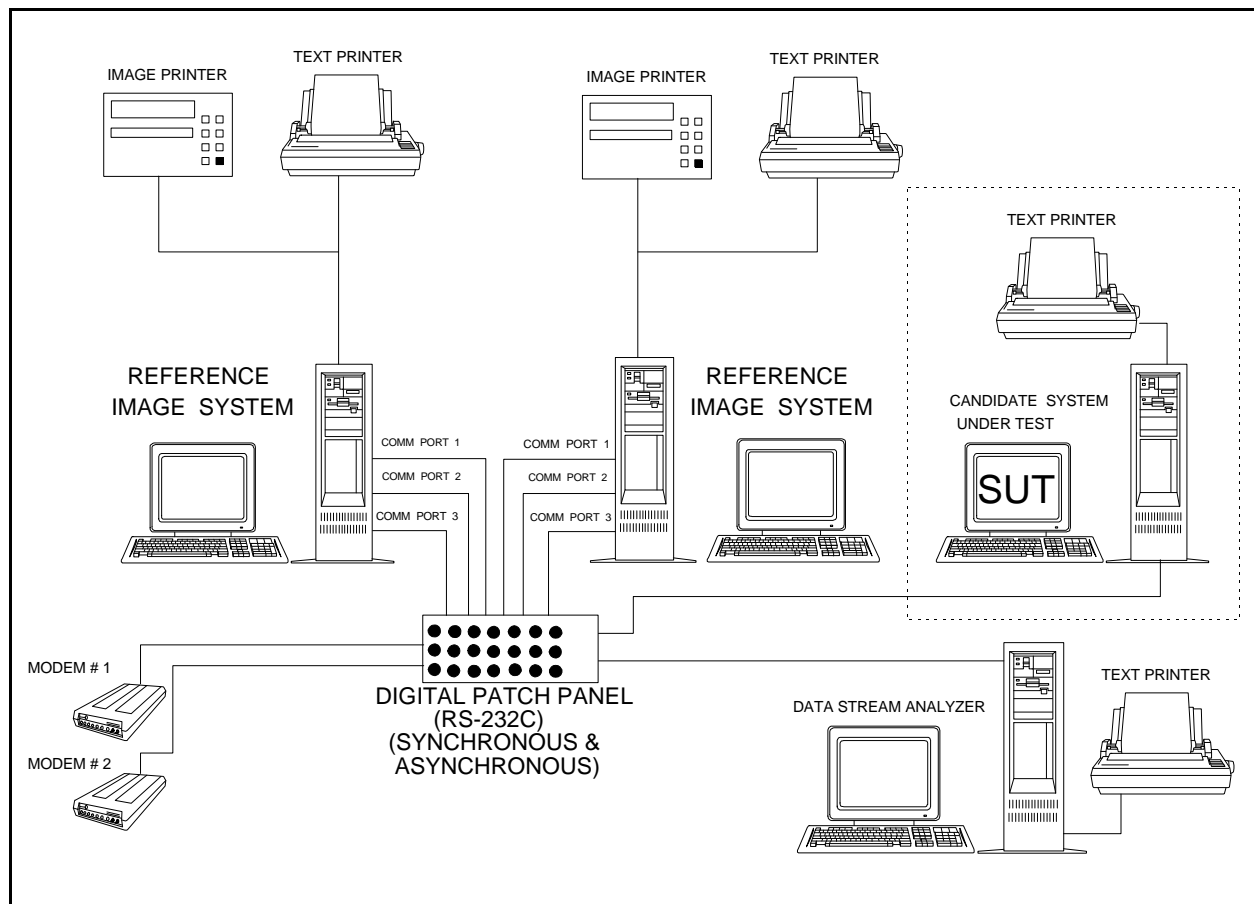 IMAGE PRINTER
TEXT PRINTER
IMAGE PRINTER
TEXT PRINTER
TEXT PRINTER
REFERENCE
IMAGE SYSTEM
REFERENCE
IMAGE SYSTEM
CANDIDATE SYSTEM
UNDER TEST
SUT
COMM PORT 1
COMM PORT 2
COMM PORT 3
COMM PORT 1
COMM PORT 2
COMM PORT 3
MODEM # 1
MODEM # 2
DIGITAL PATCH PANEL
(RS-232C)
(SYNCHRONOUS &
ASYNCHRONOUS)
DATA STREAM ANALYZER
TEXT PRINTER